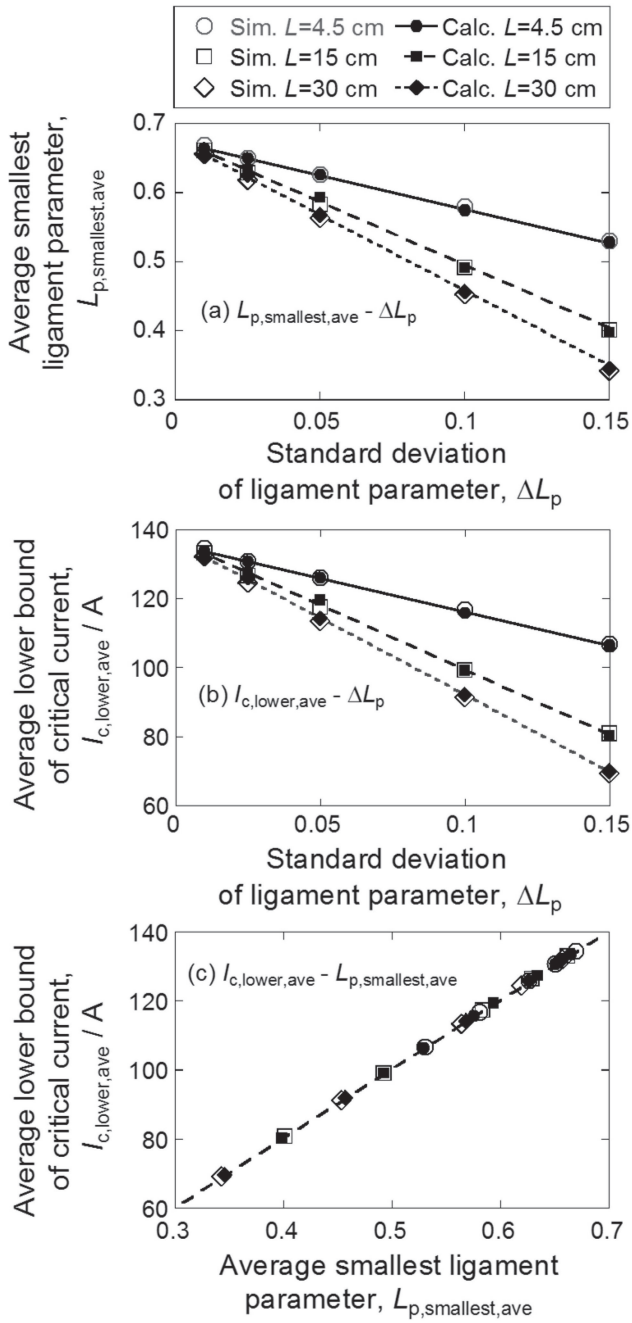 Sim. L=4.5 cm Calc. L=4.5 cm
Sim. L=15 cm Calc. L=15 cm
Sim. L=30 cm Calc. L=30 cm
Average smallest
ligament parameter,
Lp,smallest.ave
0.7
0.6
0.5
0.4
0.3
(a) Lp,smallest,ave - ΔLp
0 0.05 0.1 0.15
Standard deviation
of ligament parameter, ΔLp
Average lower bound
of critical current,
Ic,lower,ave / A
140
120
100
80
60
(b) Ic,lower,ave - ΔLp
0 0.05 0.1 0.15
Standard deviation
of ligament parameter, ΔLp
Average lower bound
of critical current,
Ic,lower,ave / A
140
120
100
80
60
(c) Ic,lower,ave - Lp,smallest,ave
0.3 0.4 0.5 0.6 0.7
Average smallest ligament
parameter, Lp,smallest,ave